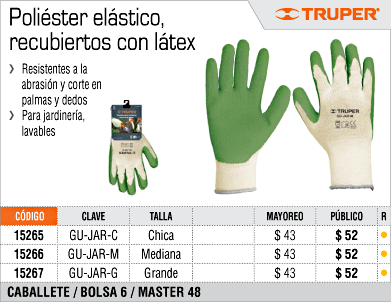 Poliéster elástico,
recubiertos con látex
TRUPER®
Resistentes a la
abrasión y corte en
palmas y dedos
Para jardinería,
lavables
TRUPER
GU-JAR-M
CÓDIGO CLAVE TALLA MAYOREO PÚBLICO R
15265 GU-JAR-C Chica $ 43 $ 52
15266 GU-JAR-M Mediana $ 43 $ 52
15267 GU-JAR-G Grande $ 43 $ 52
CABALLETE / BOLSA 6 / MASTER 48